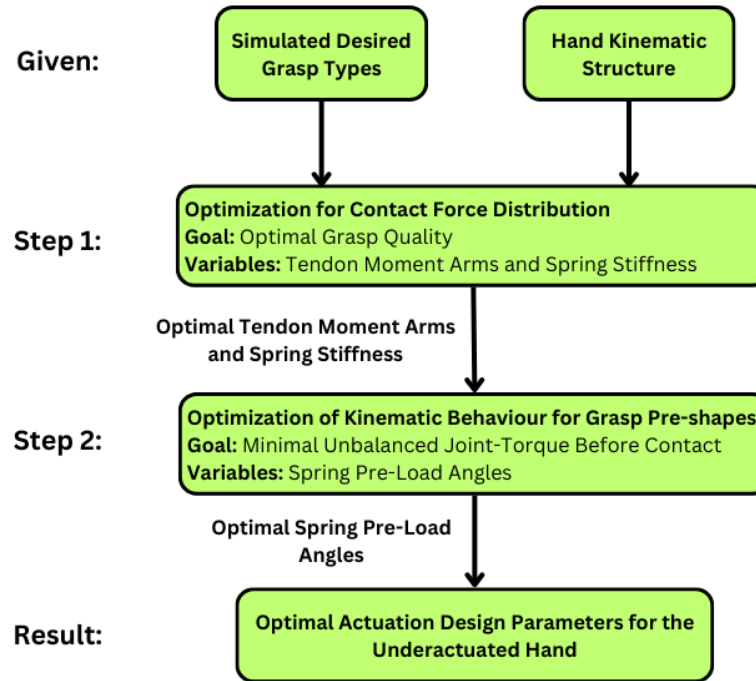 Given:
Simulated Desired
Grasp Types
Hand Kinematic
Structure
Step 1:
Optimization for Contact Force Distribution
Goal: Optimal Grasp Quality
Variables: Tendon Moment Arms and Spring Stiffness
Optimal Tendon Moment Arms
and Spring Stiffness
Step 2:
Optimization of Kinematic Behaviour for Grasp Pre-shapes
Goal: Minimal Unbalanced Joint-Torque Before Contact
Variables: Spring Pre-Load Angles
Optimal Spring Pre-Load
Angles
Result:
Optimal Actuation Design Parameters for the
Underactuated Hand